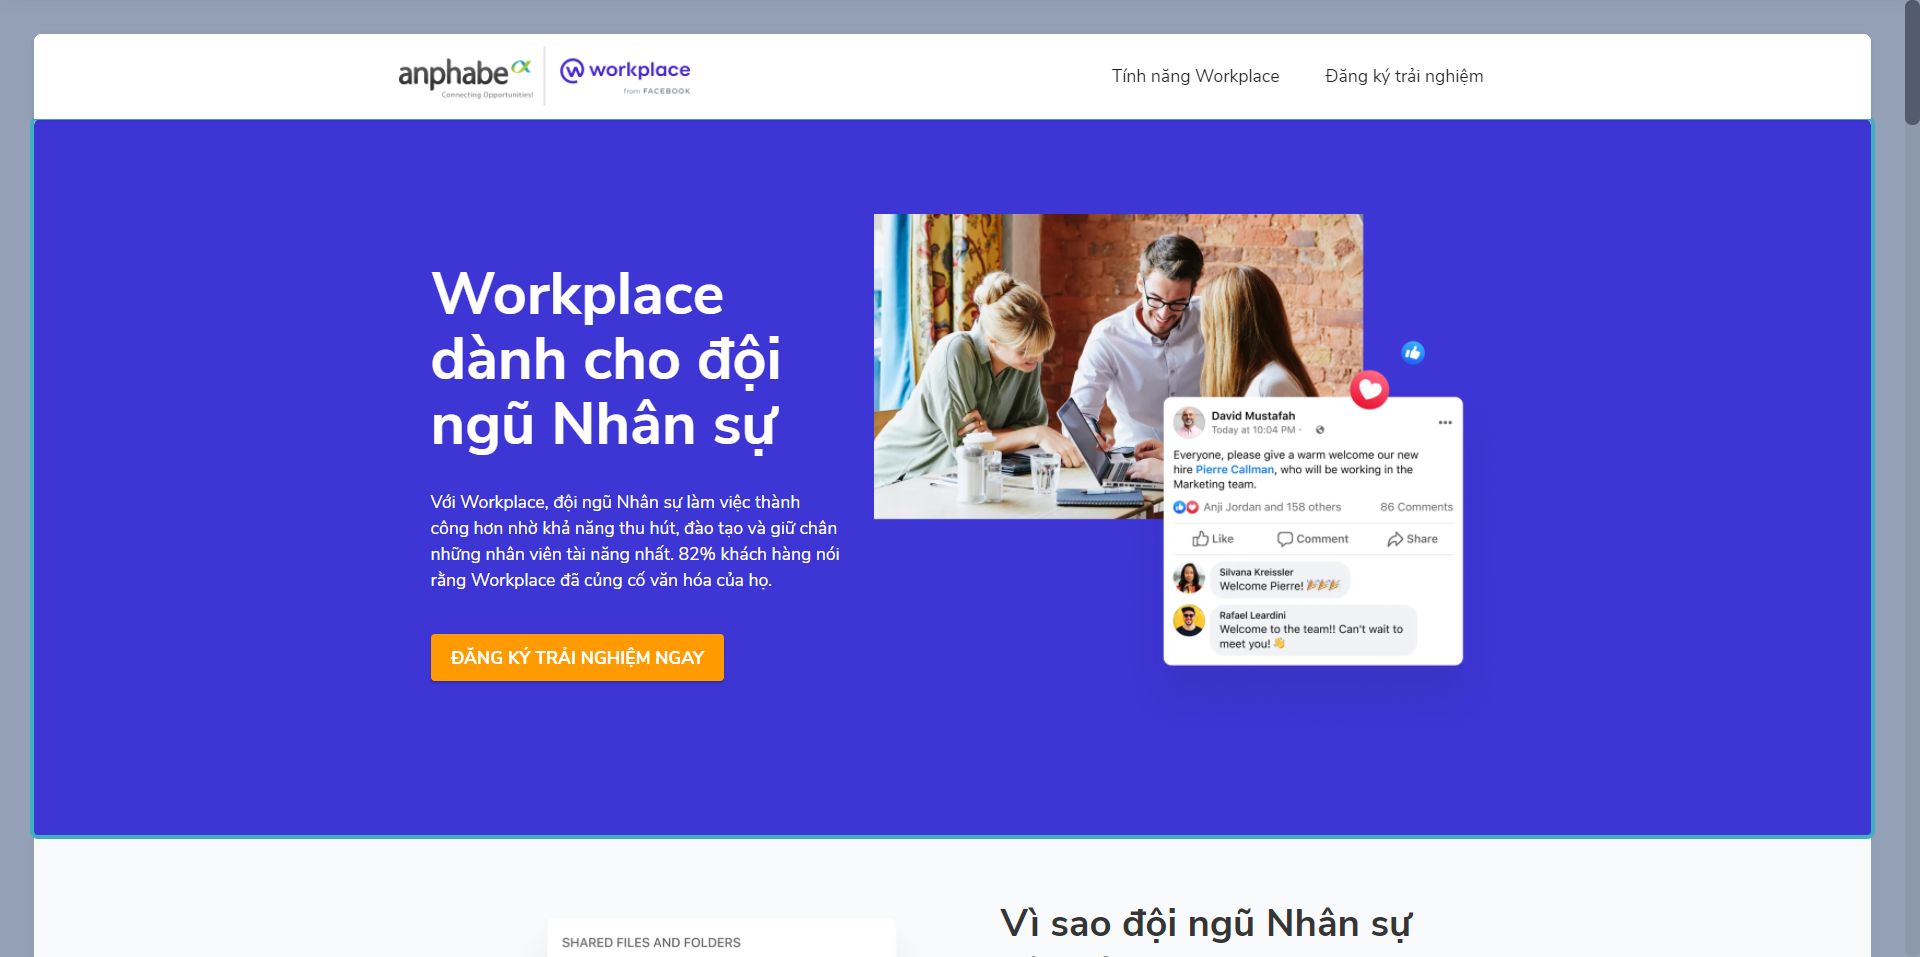 anphabe
Connecting Opportunities!
workplace
from FACEBOOK
Tính năng Workplace
Đăng ký trải nghiệm
Workplace
dành cho đội
ngũ Nhân sự
Với Workplace, đội ngũ Nhân sự làm việc thành
công hơn nhờ khả năng thu hút, đào tạo và giữ chân
những nhân viên tài năng nhất. 82% khách hàng nói
rằng Workplace đã củng cố văn hóa của họ.
ĐĂNG KÝ TRẢI NGHIỆM NGAY
David Mustafah
Today at 10:04 PM ·
Everyone, please give a warm welcome our new
hire Pierre Callman, who will be working in the
Marketing team.
Anji Jordan and 158 others
86 Comments
Like
Comment
Share
Silvana Kreissler
Welcome Pierre! 🎉🎉🎉
Rafael Leardini
Welcome to the team!! Can't wait to
meet you! 👋
SHARED FILES AND FOLDERS
Vì sao đội ngũ Nhân sự